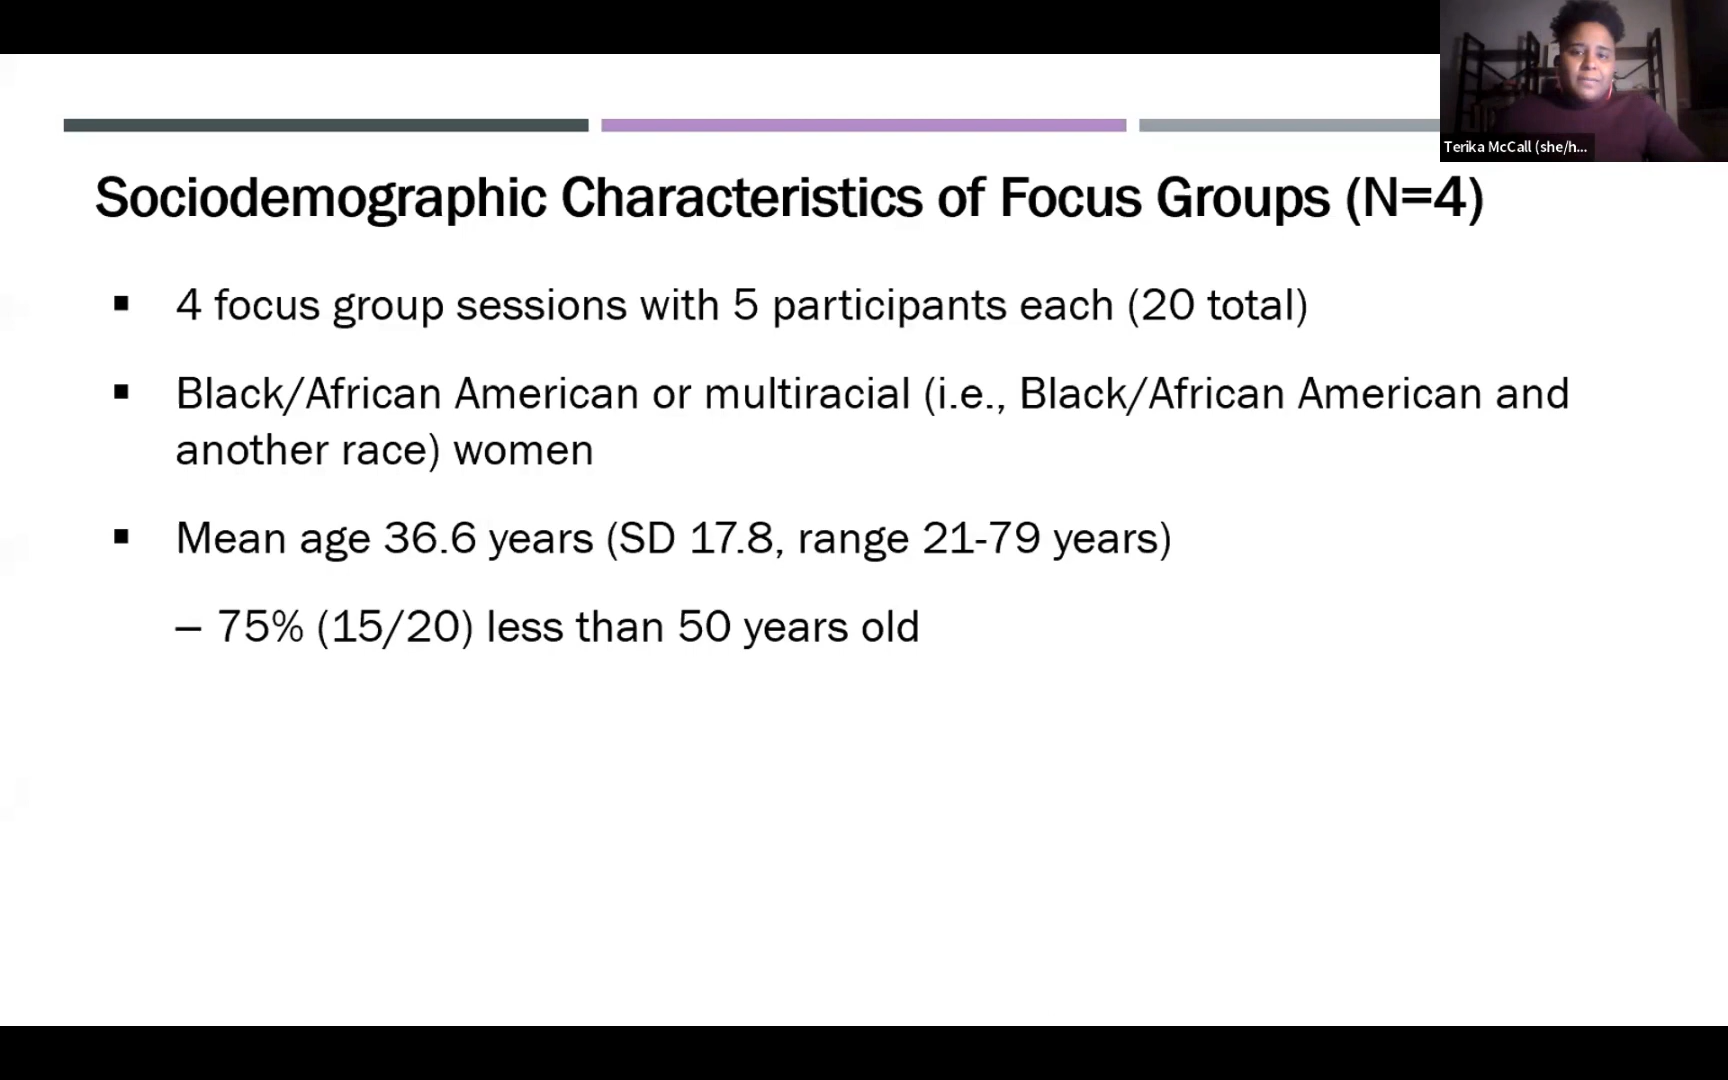 Terika McCall (she/h...
Sociodemographic Characteristics of Focus Groups (N=4)
▪ 4 focus group sessions with 5 participants each (20 total)
▪ Black/African American or multiracial (i.e., Black/African American and
another race) women
▪ Mean age 36.6 years (SD 17.8, range 21-79 years)
– 75% (15/20) less than 50 years old